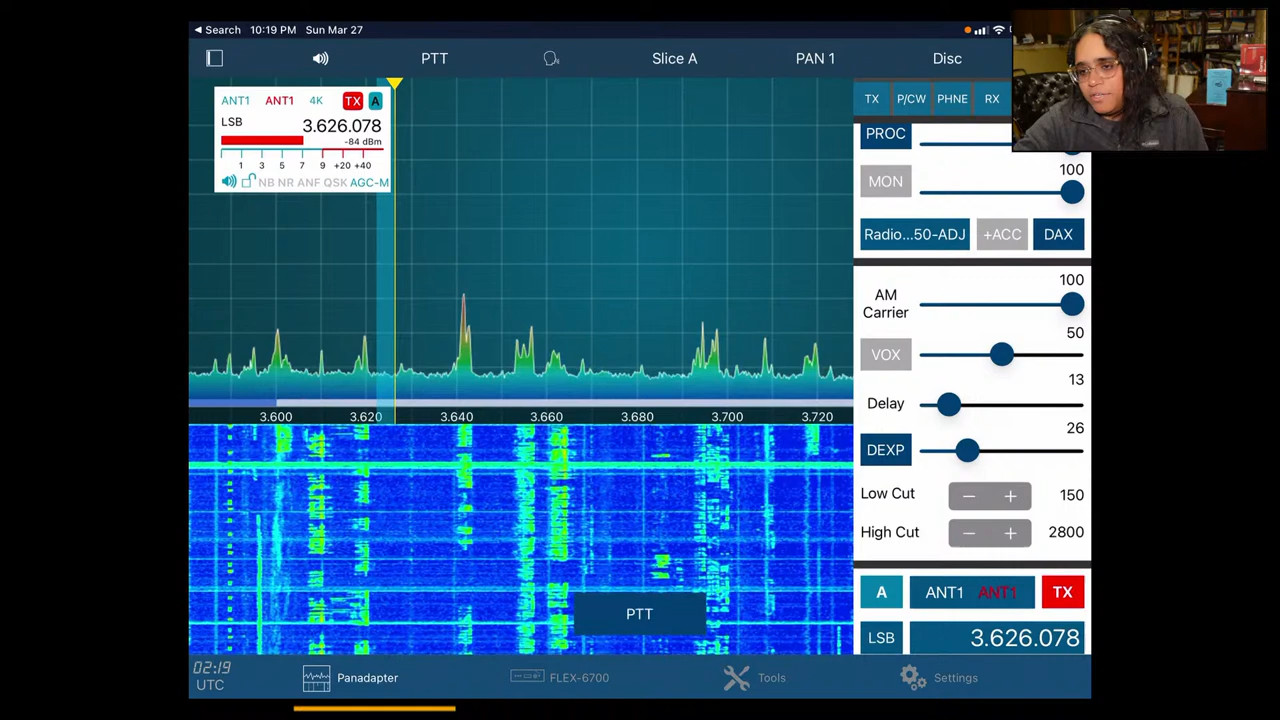 Search 10:19 PM Sun Mar 27
PTT Slice A PAN 1 Disc
ANT1 ANT1 4K TX A
LSB 3.626.078
-84 dBm
1 3 5 7 9 +20 +40
NB NR ANF QSK AGC-M
TX P/CW PHNE RX
PROC
100
MON
Radio...50-ADJ +ACC DAX
100
AM
Carrier
50
VOX
13
Delay
26
DEXP
Low Cut − + 150
High Cut − + 2800
3.600 3.620 3.640 3.660 3.680 3.700 3.720
PTT
A ANT1 ANT1 TX
LSB 3.626.078
02:19
UTC
Panadapter FLEX-6700 Tools Settings